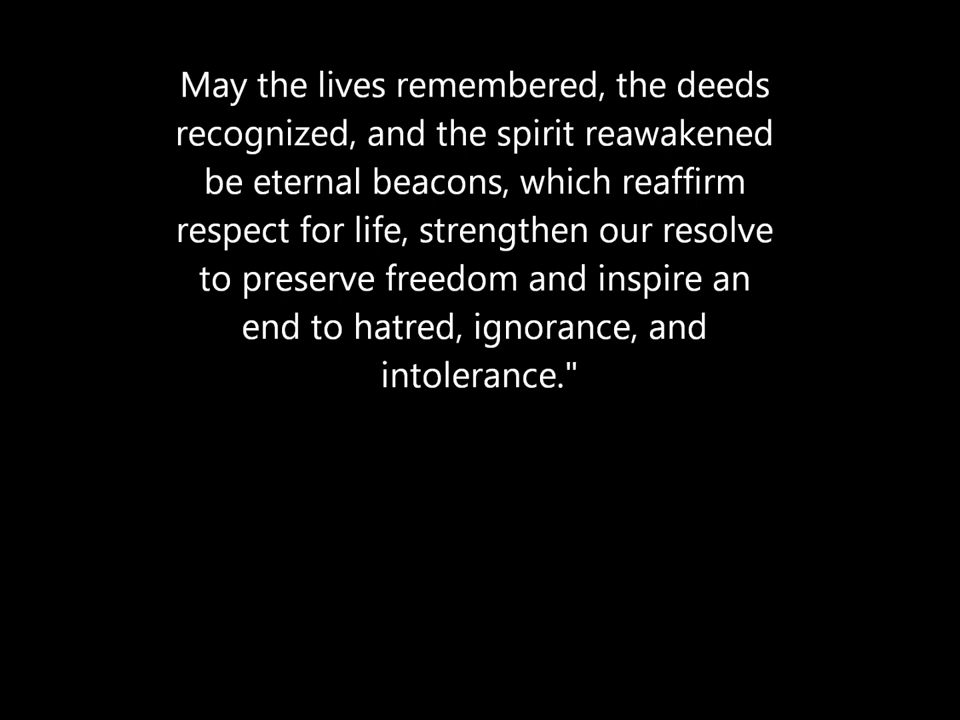 May the lives remembered, the deeds
recognized, and the spirit reawakened
be eternal beacons, which reaffirm
respect for life, strengthen our resolve
to preserve freedom and inspire an
end to hatred, ignorance, and
intolerance."